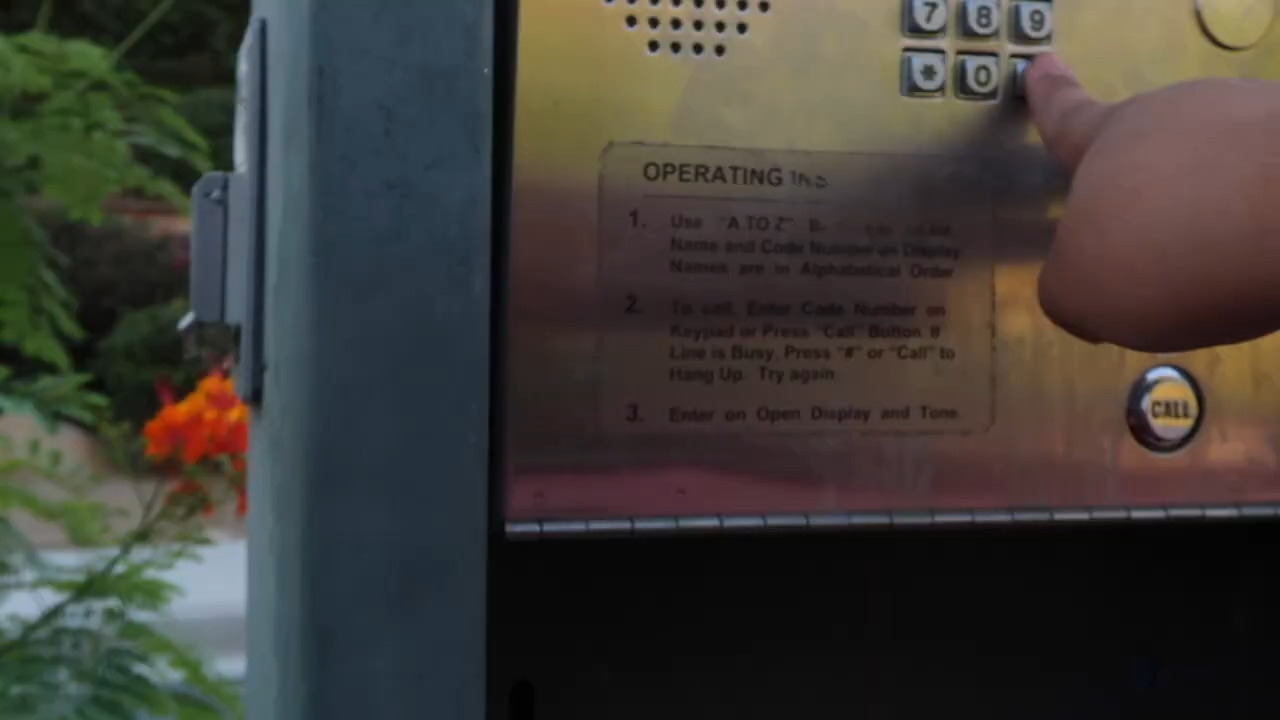 7 8 9
* 0
OPERATING
1. Use "A TO Z"
Name and Code Number on Display
Names are in Alphabetical Order
2. To call, Enter Code Number on
Keypad or Press "Call" Button. If
Line is Busy, Press "#" or "Call" to
Hang Up. Try again
3. Enter on Open Display and Tone.
CALL